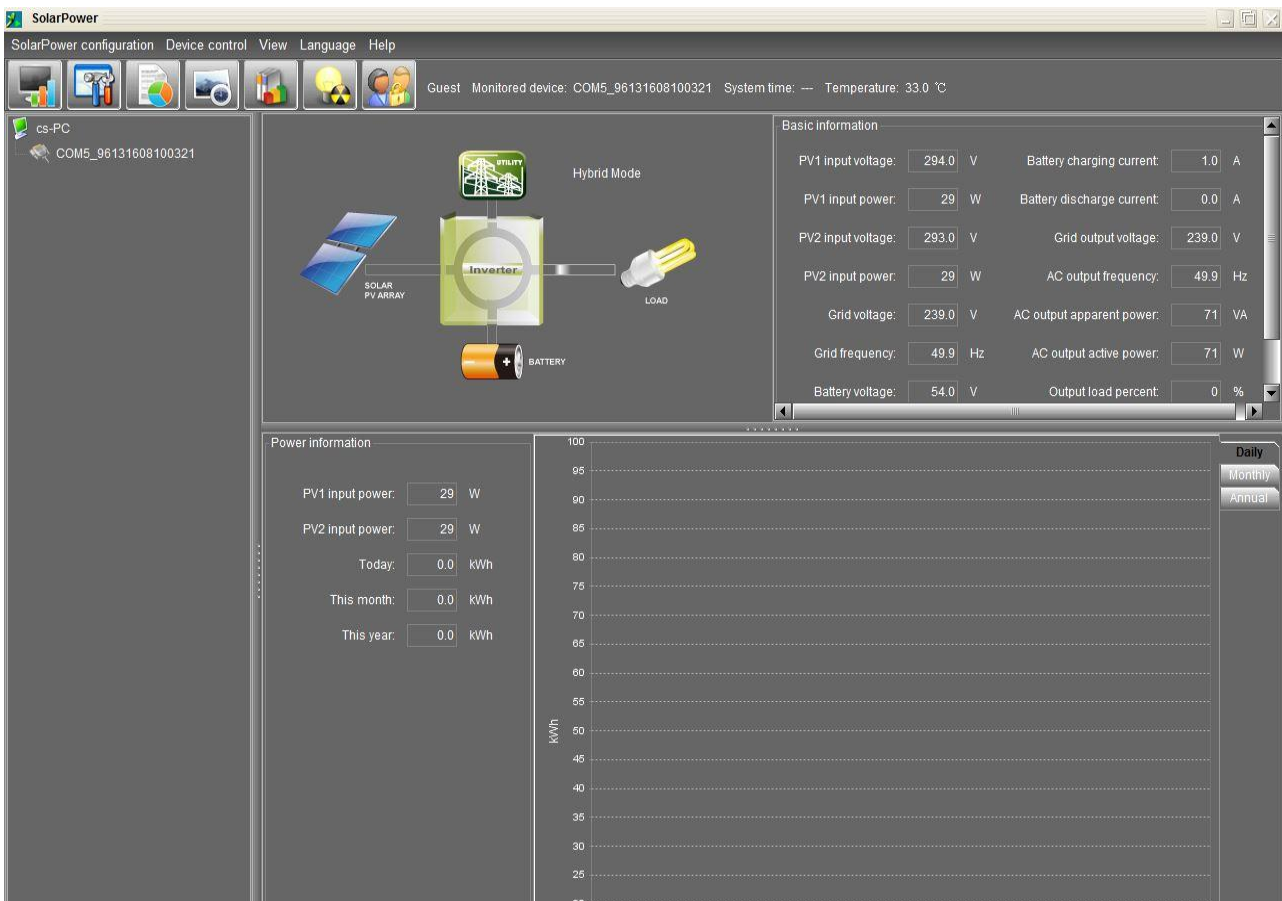 SolarPower
SolarPower configuration Device control View Language Help
Guest Monitored device: COM5_96131608100321 System time: --- Temperature: 33.0 ℃
cs-PC
COM5_96131608100321
UTILITY
Hybrid Mode
Inverter
SOLAR
PV ARRAY
LOAD
BATTERY
Basic information
PV1 input voltage: 294.0 V Battery charging current: 1.0 A
PV1 input power: 29 W Battery discharge current: 0.0 A
PV2 input voltage: 293.0 V Grid output voltage: 239.0 V
PV2 input power: 29 W AC output frequency: 49.9 Hz
Grid voltage: 239.0 V AC output apparent power: 71 VA
Grid frequency: 49.9 Hz AC output active power: 71 W
Battery voltage: 54.0 V Output load percent: 0 %
Power information
PV1 input power: 29 W
PV2 input power: 29 W
Today: 0.0 kWh
This month: 0.0 kWh
This year: 0.0 kWh
100
95
90
85
80
75
70
65
60
55
50
45
40
35
30
25
kWh
Daily
Monthly
Annual